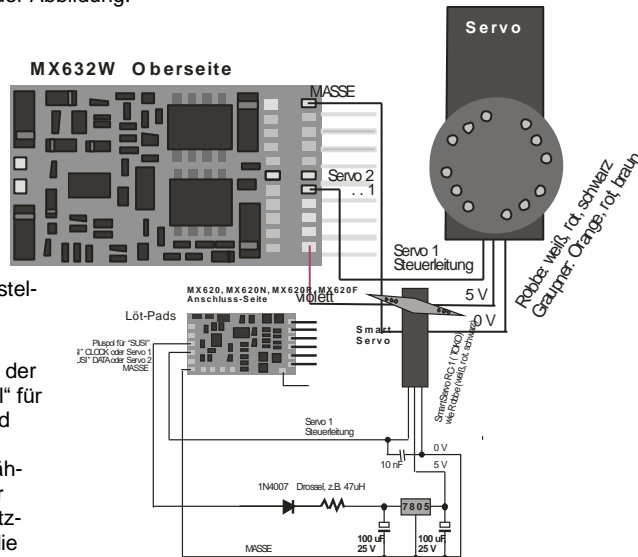 der Abbildung.
Servo
MX632W Oberseite
MASSE
Servo 2
. . 1
Robbe: weiß, rot, schwarz
Graupner: Orange, rot, braun
Servo 1
Steuerleitung
5 V
0 V
violett
MX620, MX620N, MX620R, MX620F
Anschluss-Seite
Löt-Pads
Smart
Servo
SmartServo RC-1 (TOKO)
wie Robbe (weiß, rot, schwarz)
Pluspol für "SUSI"
I" CLOCK oder Servo 1
USI" DATA oder Servo 2
MASSE
stel-
der
l“ für
d
äh-
r
tz-
die
Servo 1
Steuerleitung
0 V
10 nF
5 V
1N4007 Drossel, z.B. 47uH
7805
100 uF
25 V
100 uF
25 V
MASSE